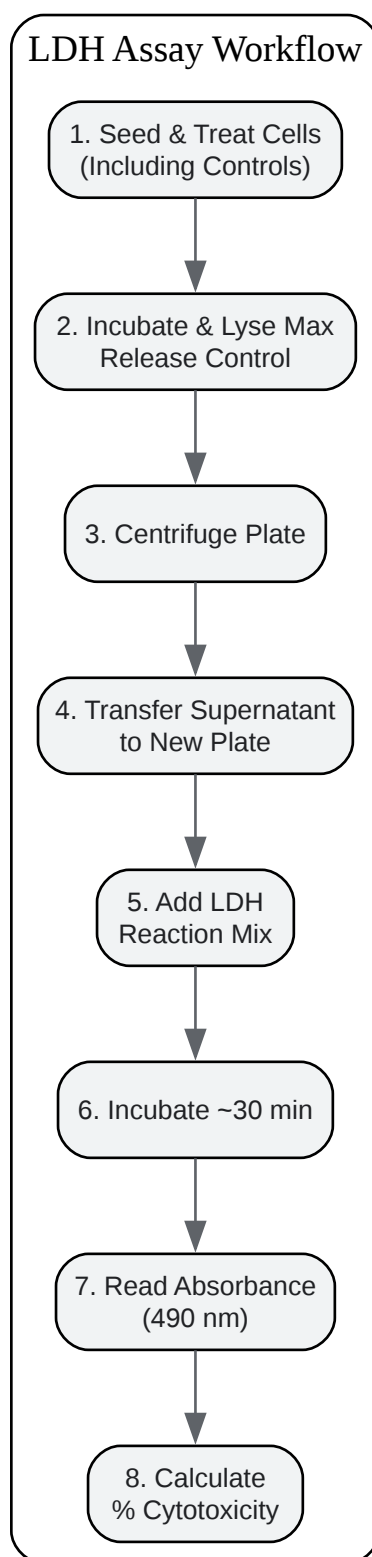 LDH Assay Workflow
1. Seed & Treat Cells
(Including Controls)
2. Incubate & Lyse Max
Release Control
3. Centrifuge Plate
4. Transfer Supernatant
to New Plate
5. Add LDH
Reaction Mix
6. Incubate ~30 min
7. Read Absorbance
(490 nm)
8. Calculate
% Cytotoxicity